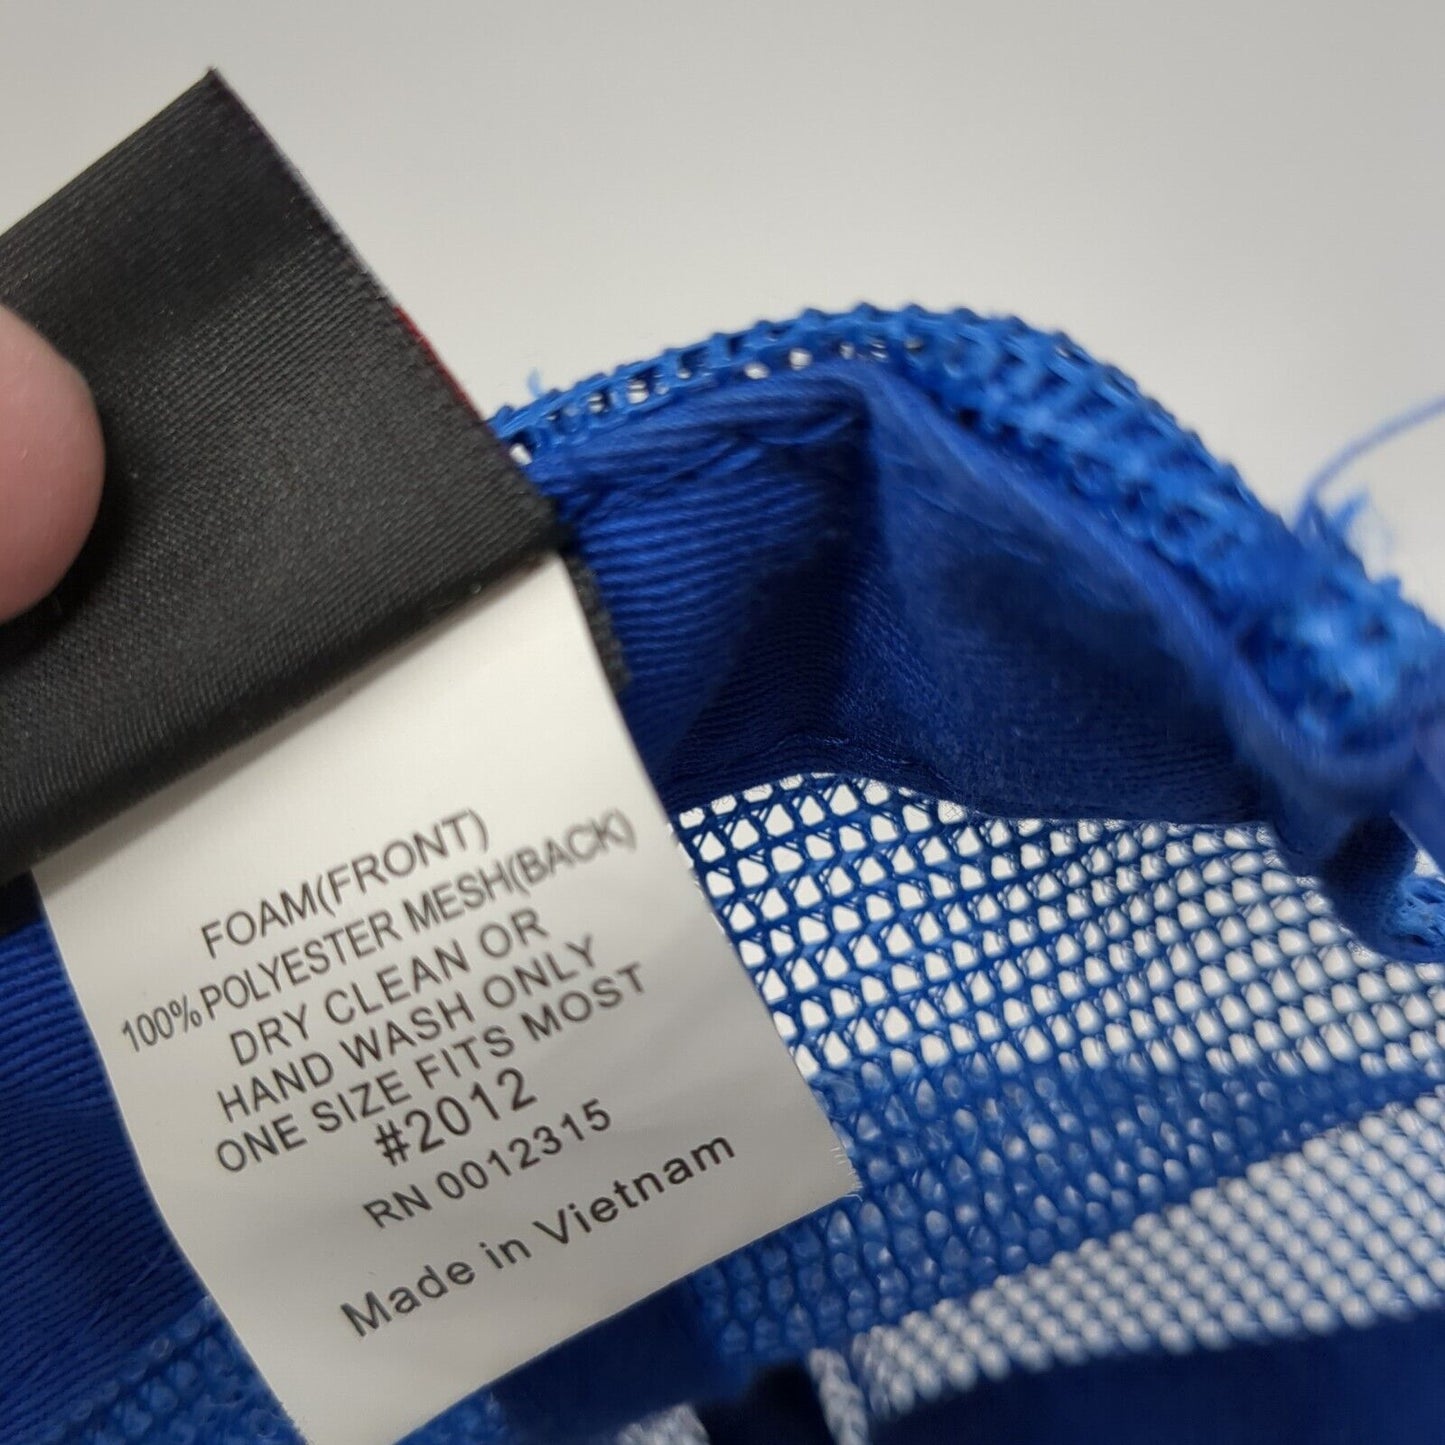 FOAM(FRONT)
100% POLYESTER MESH(BACK)
DRY CLEAN OR
HAND WASH ONLY
ONE SIZE FITS MOST
#2012
RN 0012315
Made in Vietnam